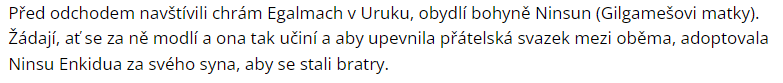 Před odchodem navštívili chrám Egalmach v Uruku, obydlí bohyně Ninsun (Gilgamešovi matky).
Žádají, ať se za ně modlí a ona tak učiní a aby upevnila přátelská svazek mezi oběma, adoptovala
Ninsu Enkidua za svého syna, aby se stali bratry.